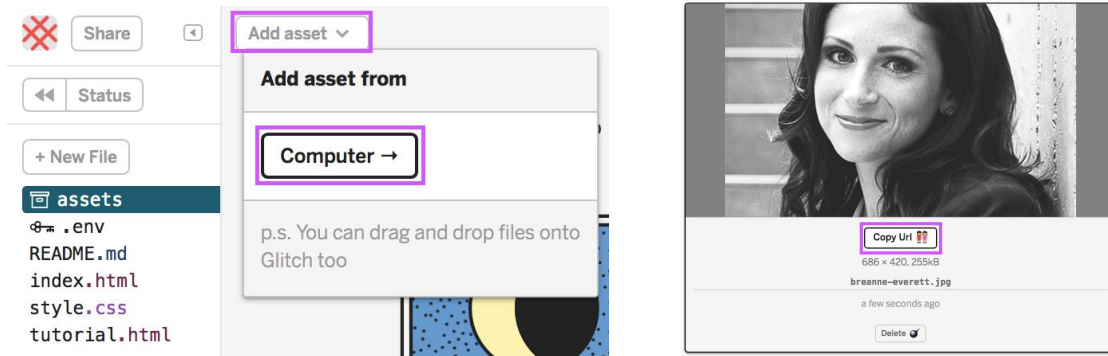 Share
Add asset
Status
Add asset from
+ New File
Computer →
assets
.env
README.md
index.html
style.css
tutorial.html
p.s. You can drag and drop files onto
Glitch too
Copy Url
686 × 420, 255kB
breanne-everett.jpg
a few seconds ago
Delete